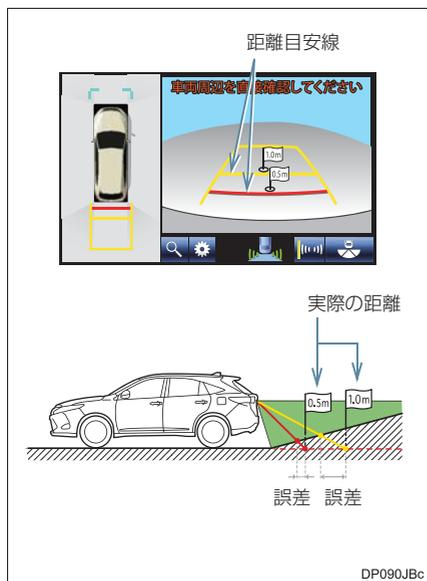 距離目安線
車両周辺を直接確認してください
1.0m
0.5m
実際の距離
0.5m
1.0m
誤差
誤差
DP090JBc